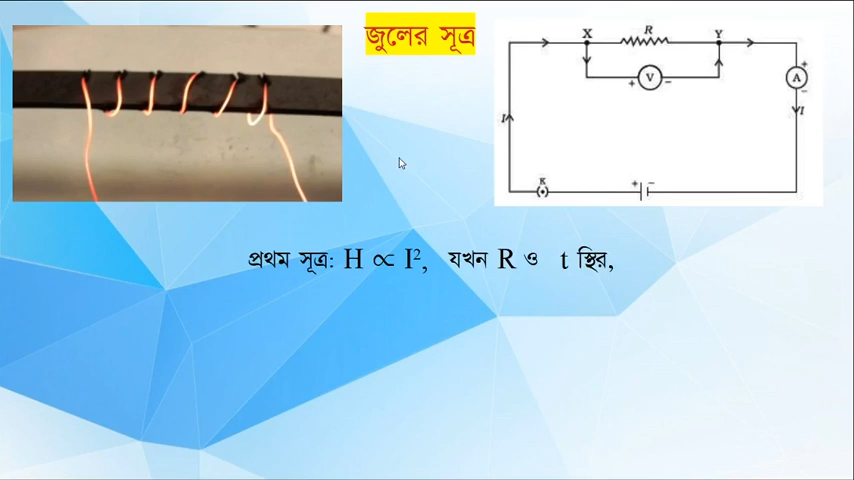 জুলের সূত্র
X R Y
+ V −
A
+
−
I
I
K
+ −
প্রথম সূত্র: H ∝ I², যখন R ও t স্থির,